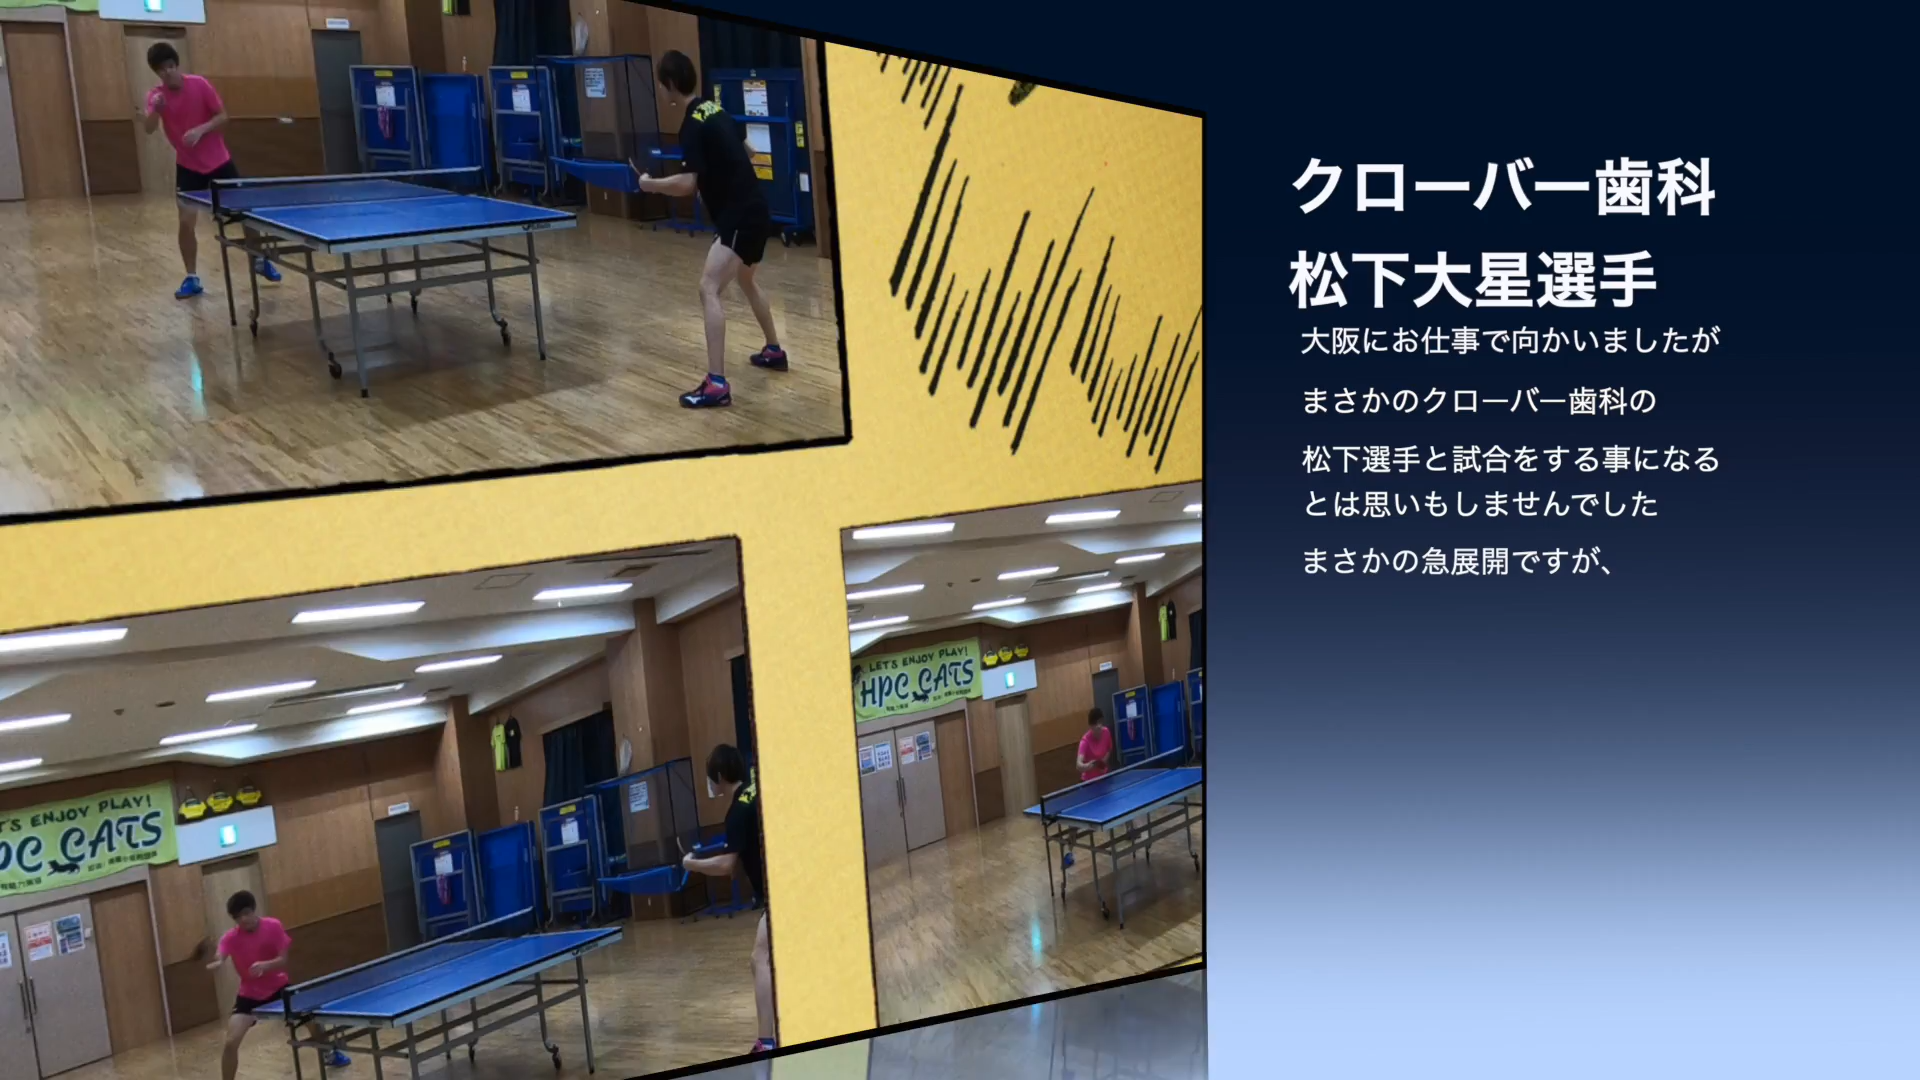 クローバー歯科
松下大星選手
大阪にお仕事で向かいましたが
まさかのクローバー歯科の
松下選手と試合をする事になる
とは思いもしませんでした
まさかの急展開ですが、
LET'S ENJOY PLAY!
HPC CATS
T'S ENJOY PLAY!
PC CATS